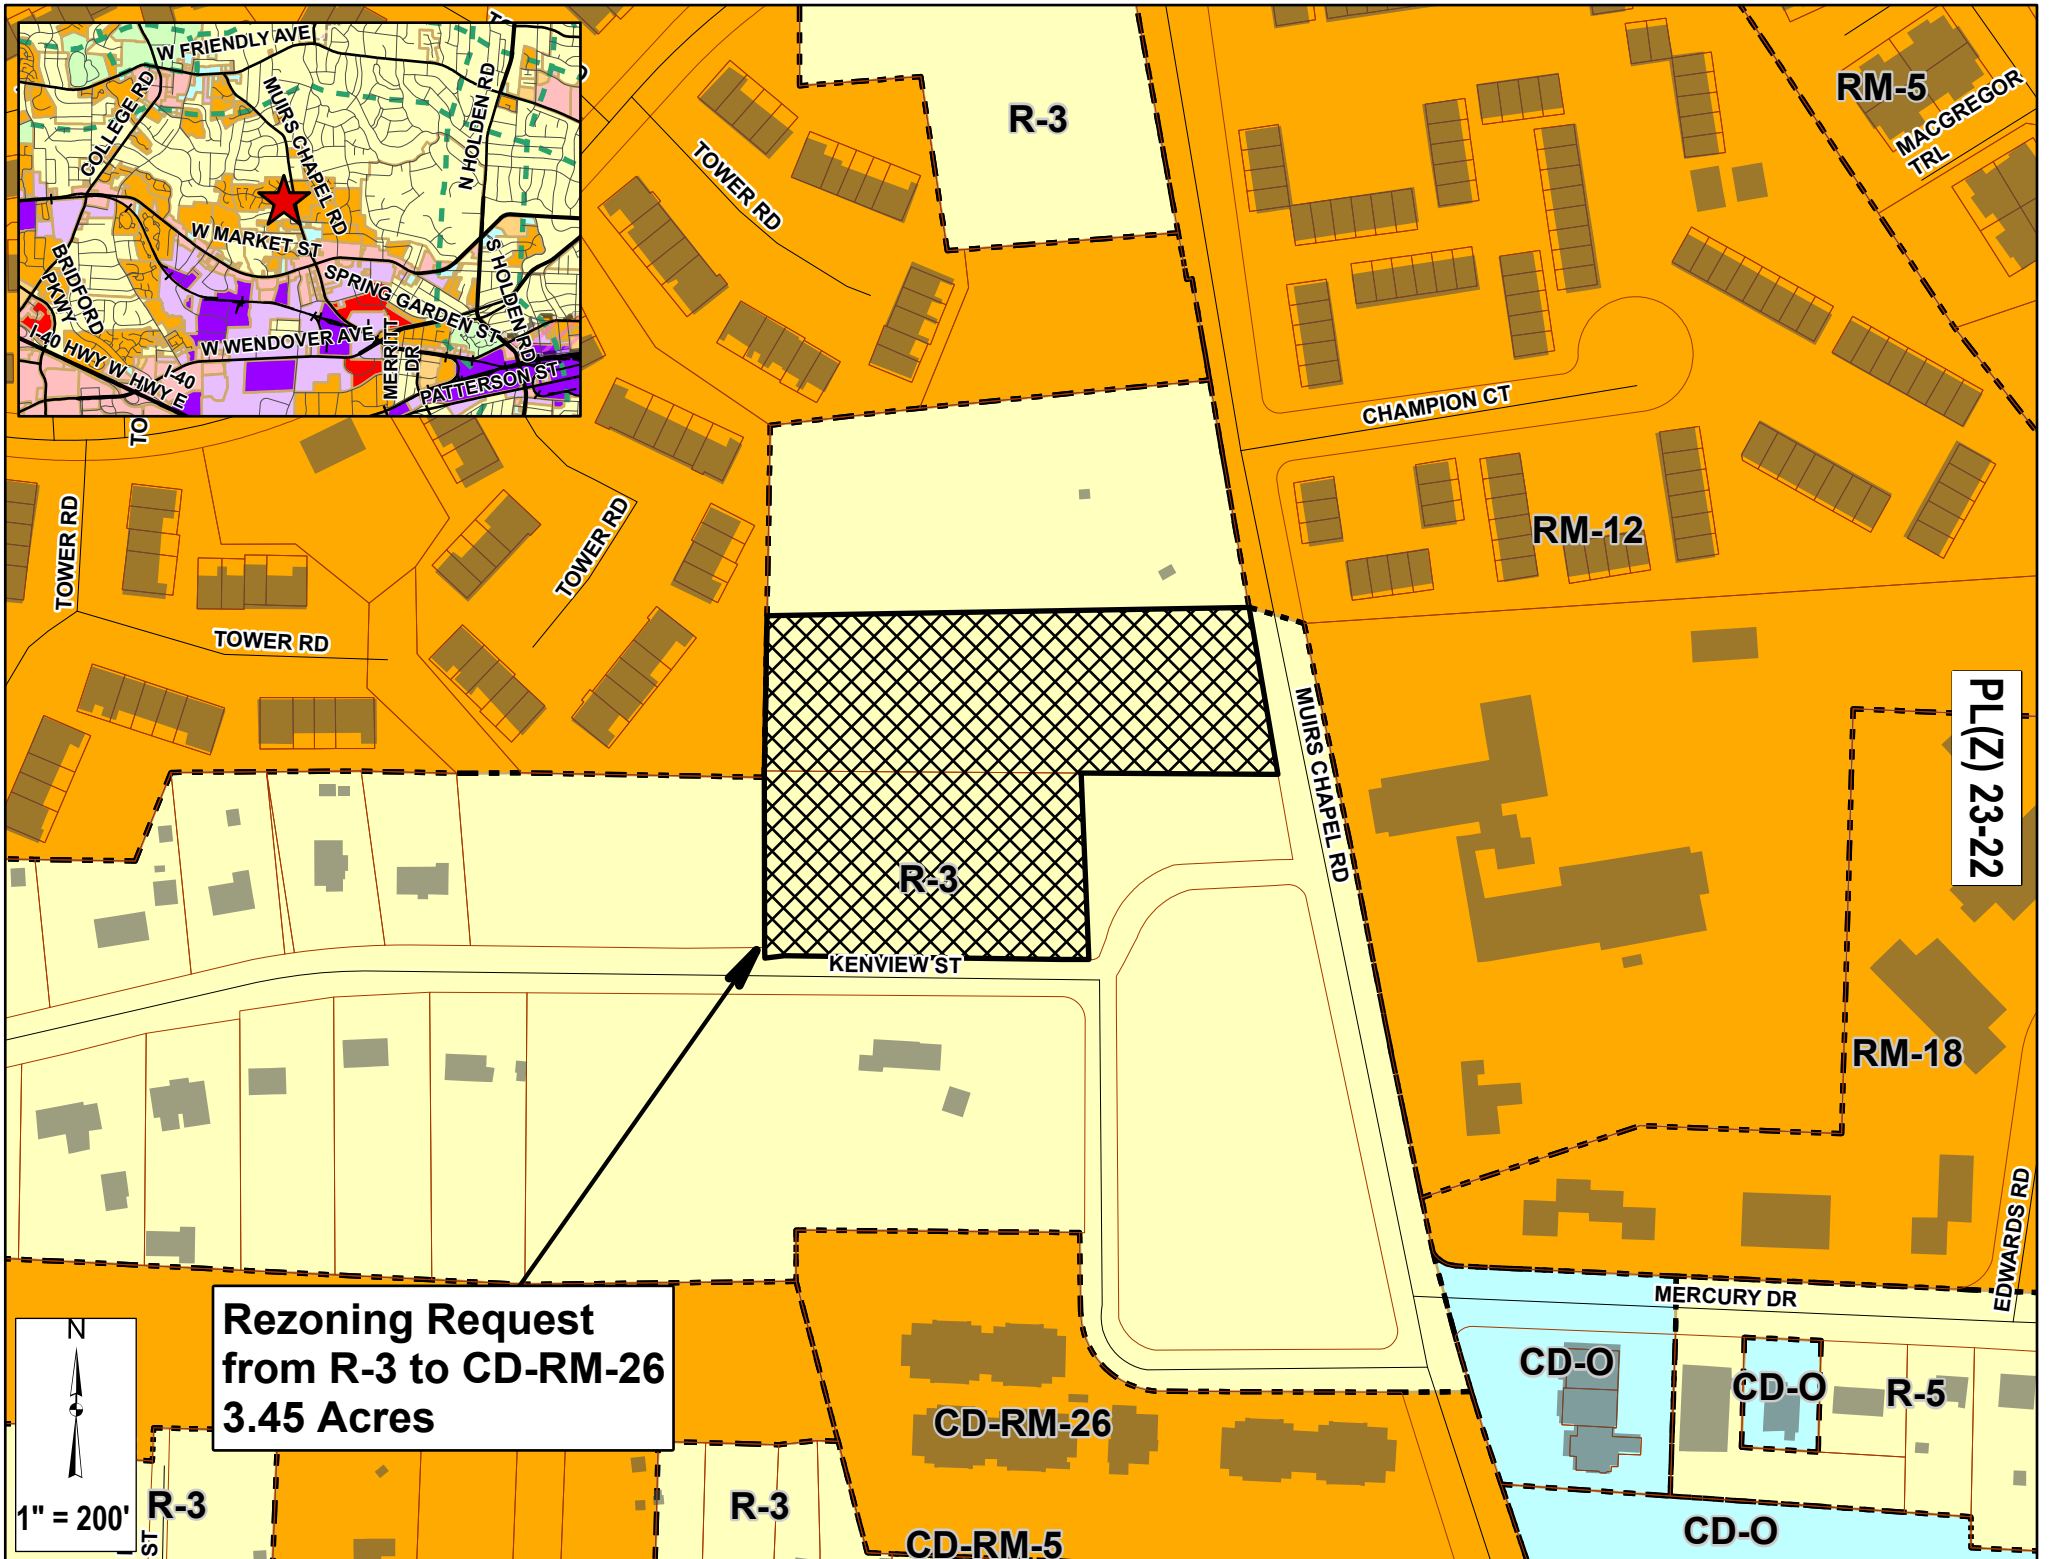 W FRIENDLY AVE
COLLEGE RD
MUIRS CHAPEL RD
N HOLDEN RD
W MARKET ST
BRIDFORD
PKWY
SPRING GARDEN ST
S HOLDEN RD
I-40 HWY W HWY E
I-40
W WENDOVER AVE
MERRITT
DR
PATTERSON ST
TO
R-3
RM-5
MACGREGOR
TRL
TOWER RD
CHAMPION CT
RM-12
TOWER RD
TOWER RD
TOWER RD
MUIRS CHAPEL RD
PL(Z) 23-22
R-3
KENVIEW ST
RM-18
EDWARDS RD
MERCURY DR
Rezoning Request
from R-3 to CD-RM-26
3.45 Acres
N
1" = 200'
R-3
ST
R-3
CD-RM-26
CD-RM-5
CD-O
CD-O
R-5
CD-O